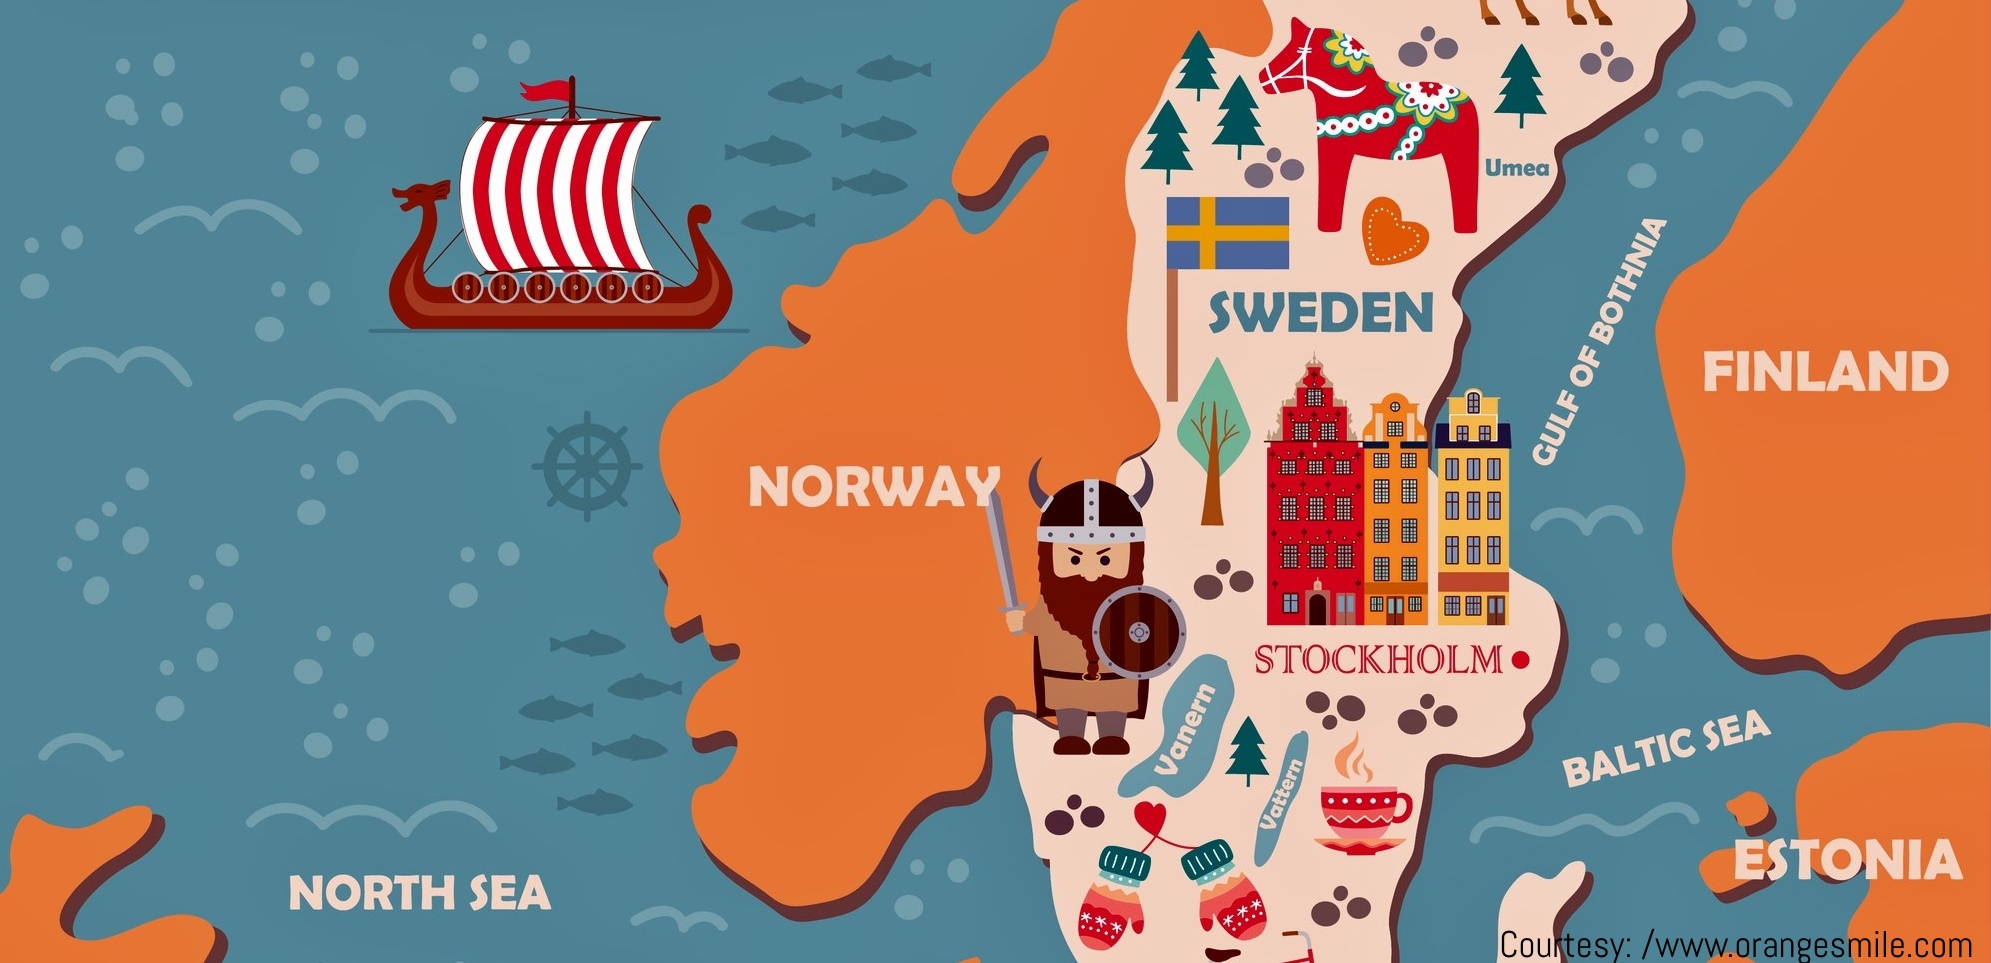 Umea
SWEDEN
GULF OF BOTHNIA
FINLAND
NORWAY
STOCKHOLM
Vanern
Vattern
BALTIC SEA
ESTONIA
NORTH SEA
Courtesy: /www.orangesmile.com